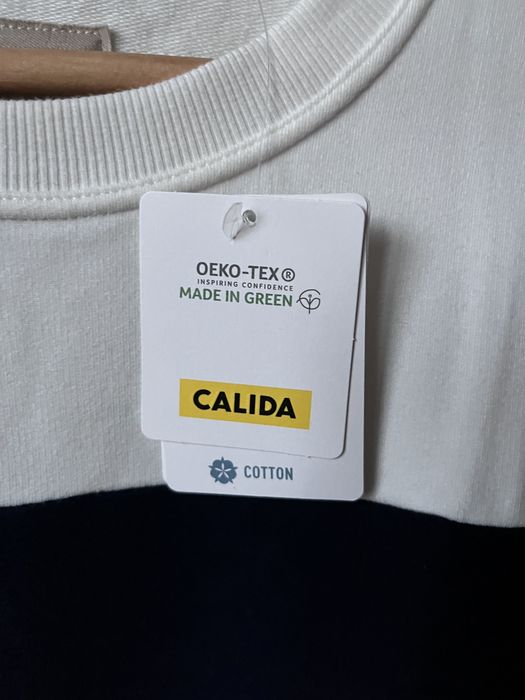 OEKO-TEX®
INSPIRING CONFIDENCE
MADE IN GREEN
CALIDA
COTTON